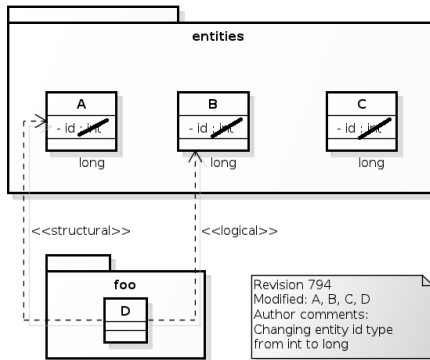 entities
A
B
C
- id : int
- id : int
- id : int
long
long
long
<<structural>>
<<logical>>
foo
D
Revision 794
Modified: A, B, C, D
Author comments:
Changing entity id type
from int to long